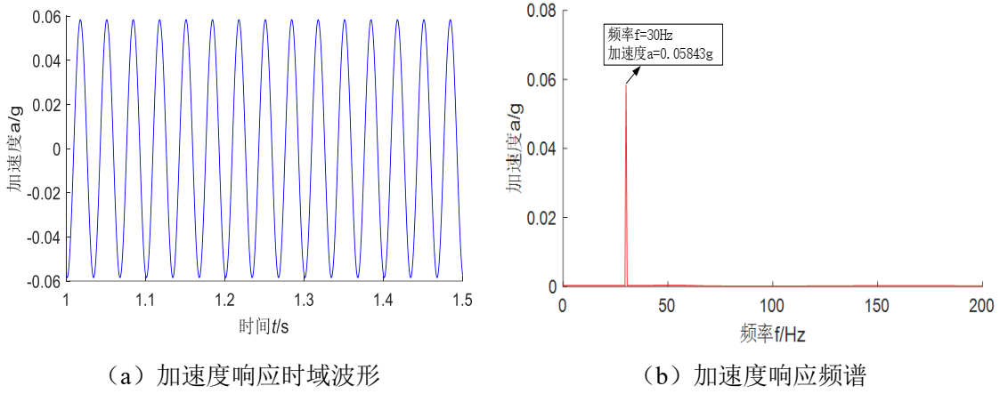 0.06
0.04
0.02
0
-0.02
-0.04
-0.06
加速度a/g
1
1.1
1.2
1.3
1.4
1.5
时间t/s
（a）加速度响应时域波形
0.08
0.06
0.04
0.02
0
加速度a/g
频率f=30Hz
加速度a=0.05843g
0
50
100
150
200
频率f/Hz
（b）加速度响应频谱